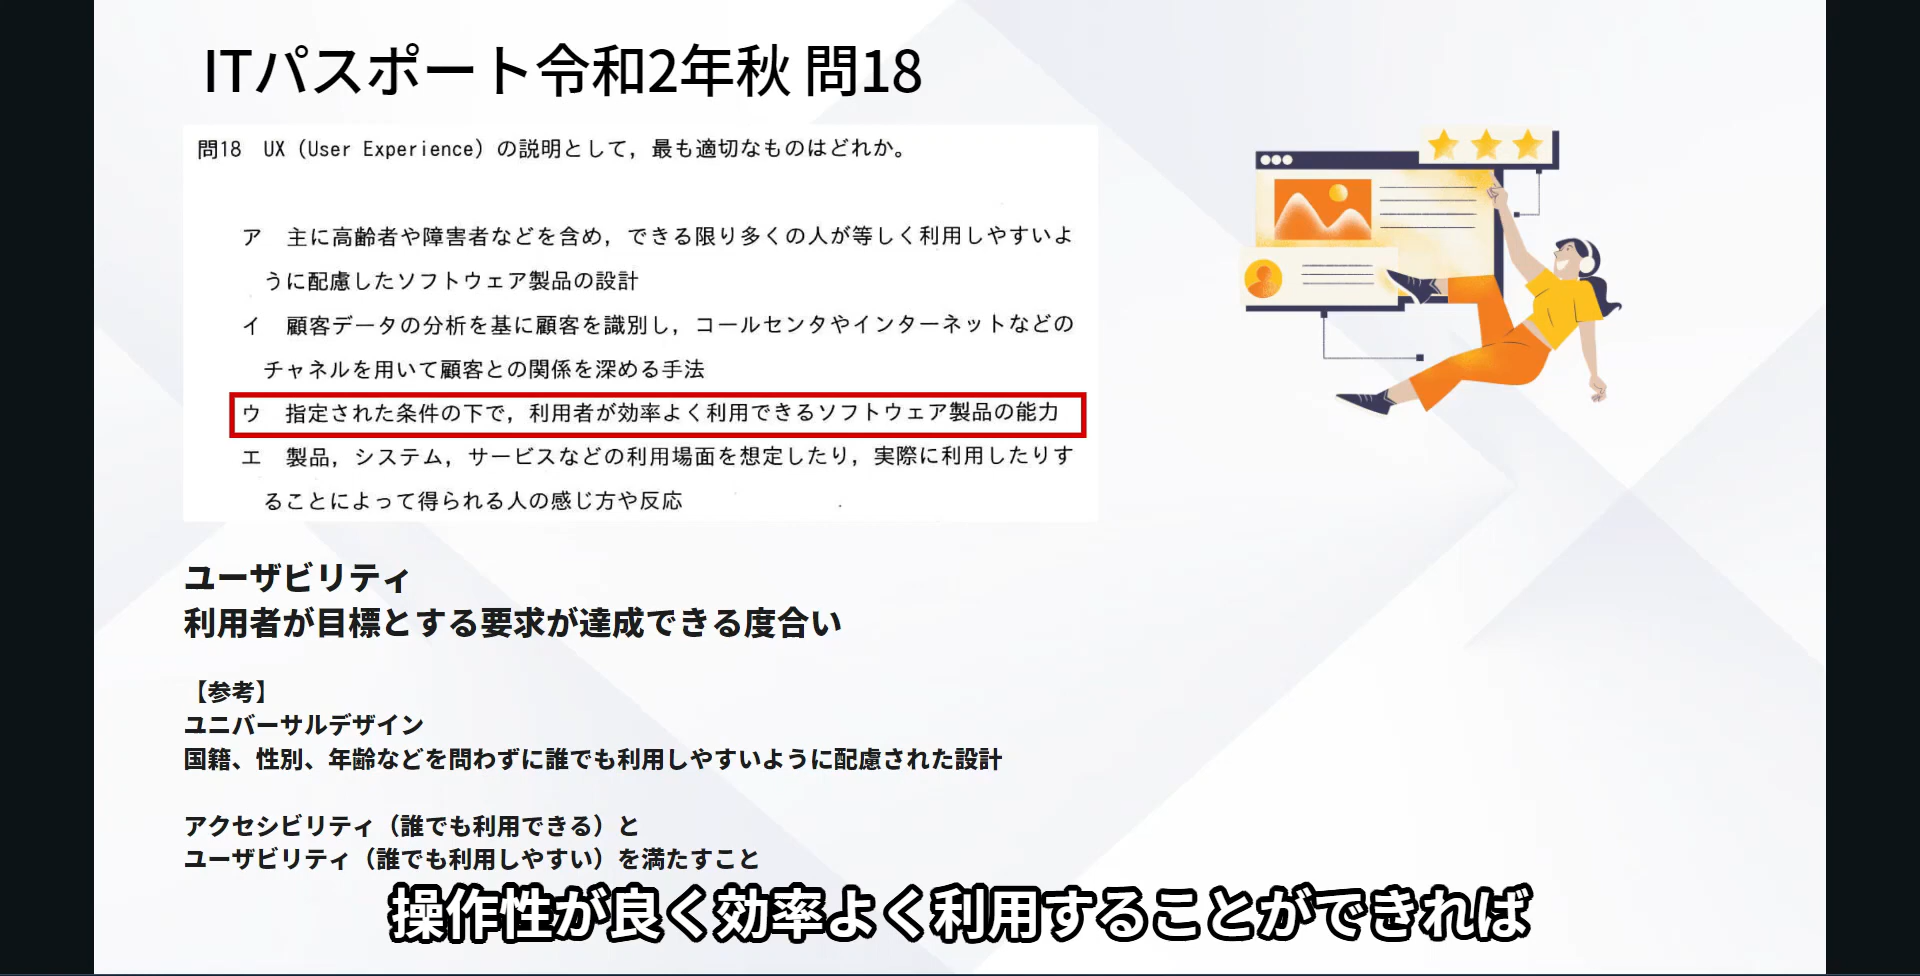 ITパスポート令和2年秋 問18
問18　UX（User Experience）の説明として，最も適切なものはどれか。
ア　主に高齢者や障害者などを含め，できる限り多くの人が等しく利用しやすいよ
うに配慮したソフトウェア製品の設計
イ　顧客データの分析を基に顧客を識別し，コールセンタやインターネットなどの
チャネルを用いて顧客との関係を深める手法
ウ　指定された条件の下で，利用者が効率よく利用できるソフトウェア製品の能力
エ　製品，システム，サービスなどの利用場面を想定したり，実際に利用したりす
ることによって得られる人の感じ方や反応
ユーザビリティ
利用者が目標とする要求が達成できる度合い
【参考】
ユニバーサルデザイン
国籍、性別、年齢などを問わずに誰でも利用しやすいように配慮された設計
アクセシビリティ（誰でも利用できる）と
ユーザビリティ（誰でも利用しやすい）を満たすこと
操作性が良く効率よく利用することができれば